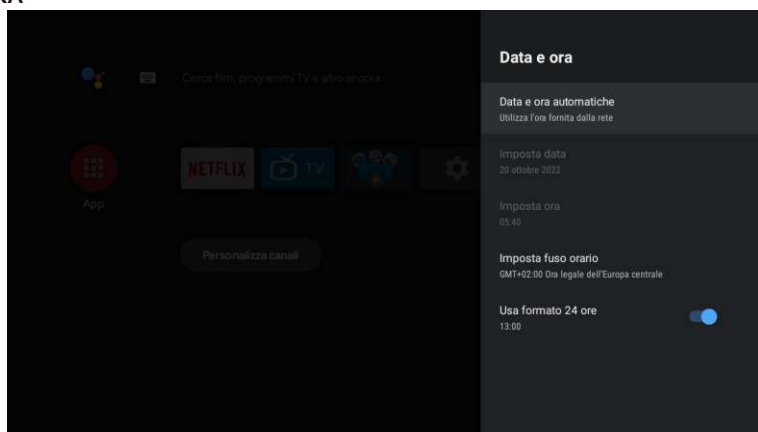 Data e ora
Cerca film, programmi TV e altro ancora
Data e ora automatiche
Utilizza l'ora fornita dalla rete
Imposta data
20 ottobre 2022
NETFLIX
TV
App
Imposta ora
05:40
Personalizza canali
Imposta fuso orario
GMT+02:00 Ora legale dell'Europa centrale
Usa formato 24 ore
13:00